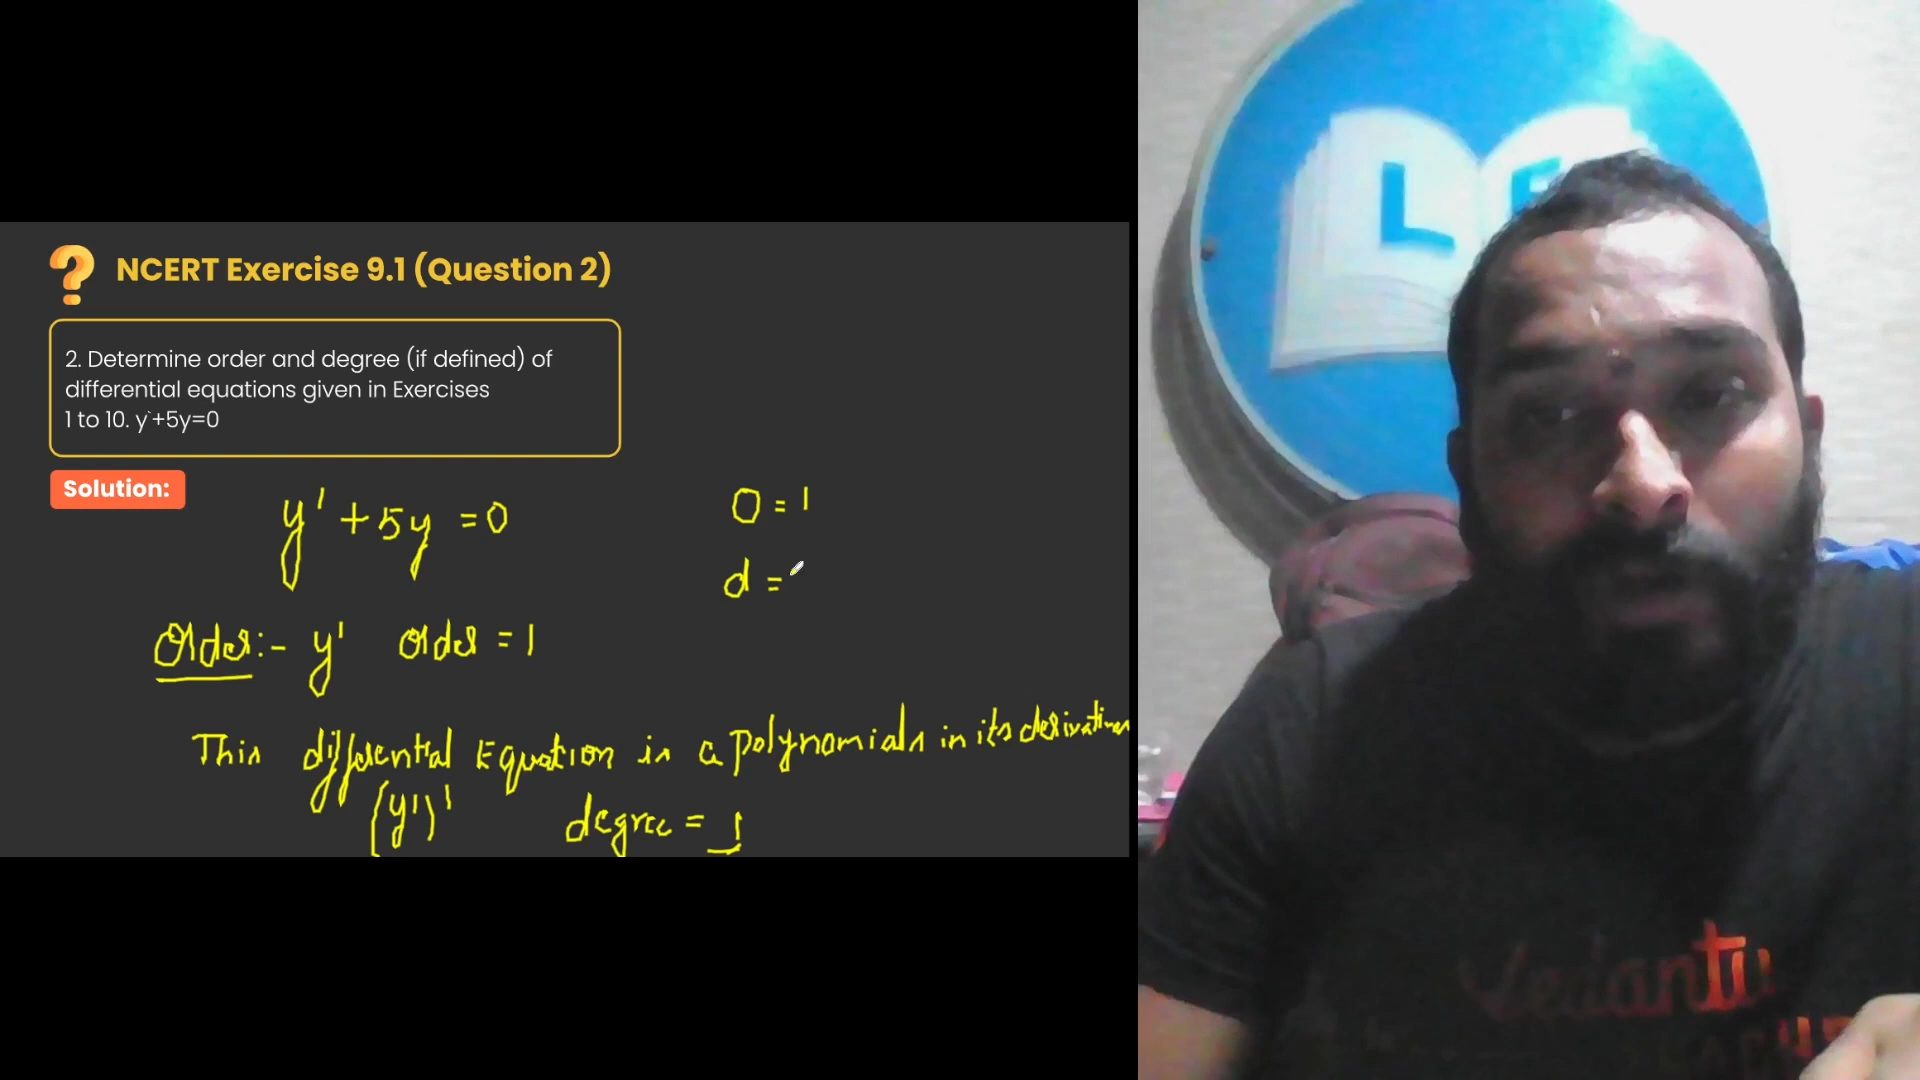 NCERT Exercise 9.1 (Question 2)
2. Determine order and degree (if defined) of
differential equations given in Exercises
1 to 10. y`+5y=0
Solution:
y' + 5y = 0
O = 1
d =
Order:- y' order = 1
This differential Equation is a polynomials in its derivatives
(y')' degree = 1
L E
Vedantu